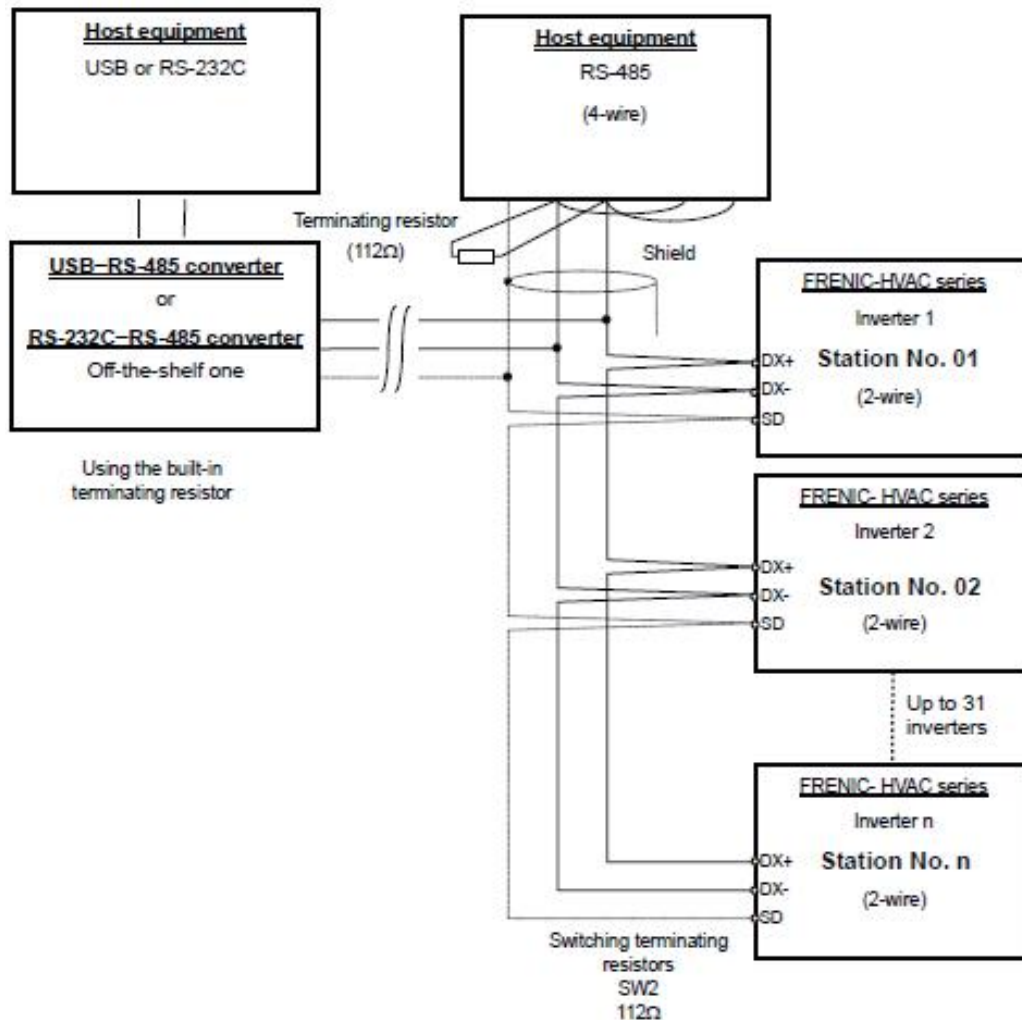 Host equipment
USB or RS-232C
Host equipment
RS-485
(4-wire)
Terminating resistor
(112Ω)
Shield
USB−RS-485 converter
or
RS-232C−RS-485 converter
Off-the-shelf one
Using the built-in
terminating resistor
FRENIC-HVAC series
Inverter 1
Station No. 01
(2-wire)
DX+
DX-
SD
FRENIC- HVAC series
Inverter 2
Station No. 02
(2-wire)
DX+
DX-
SD
Up to 31
inverters
FRENIC- HVAC series
Inverter n
Station No. n
(2-wire)
DX+
DX-
SD
Switching terminating
resistors
SW2
112Ω